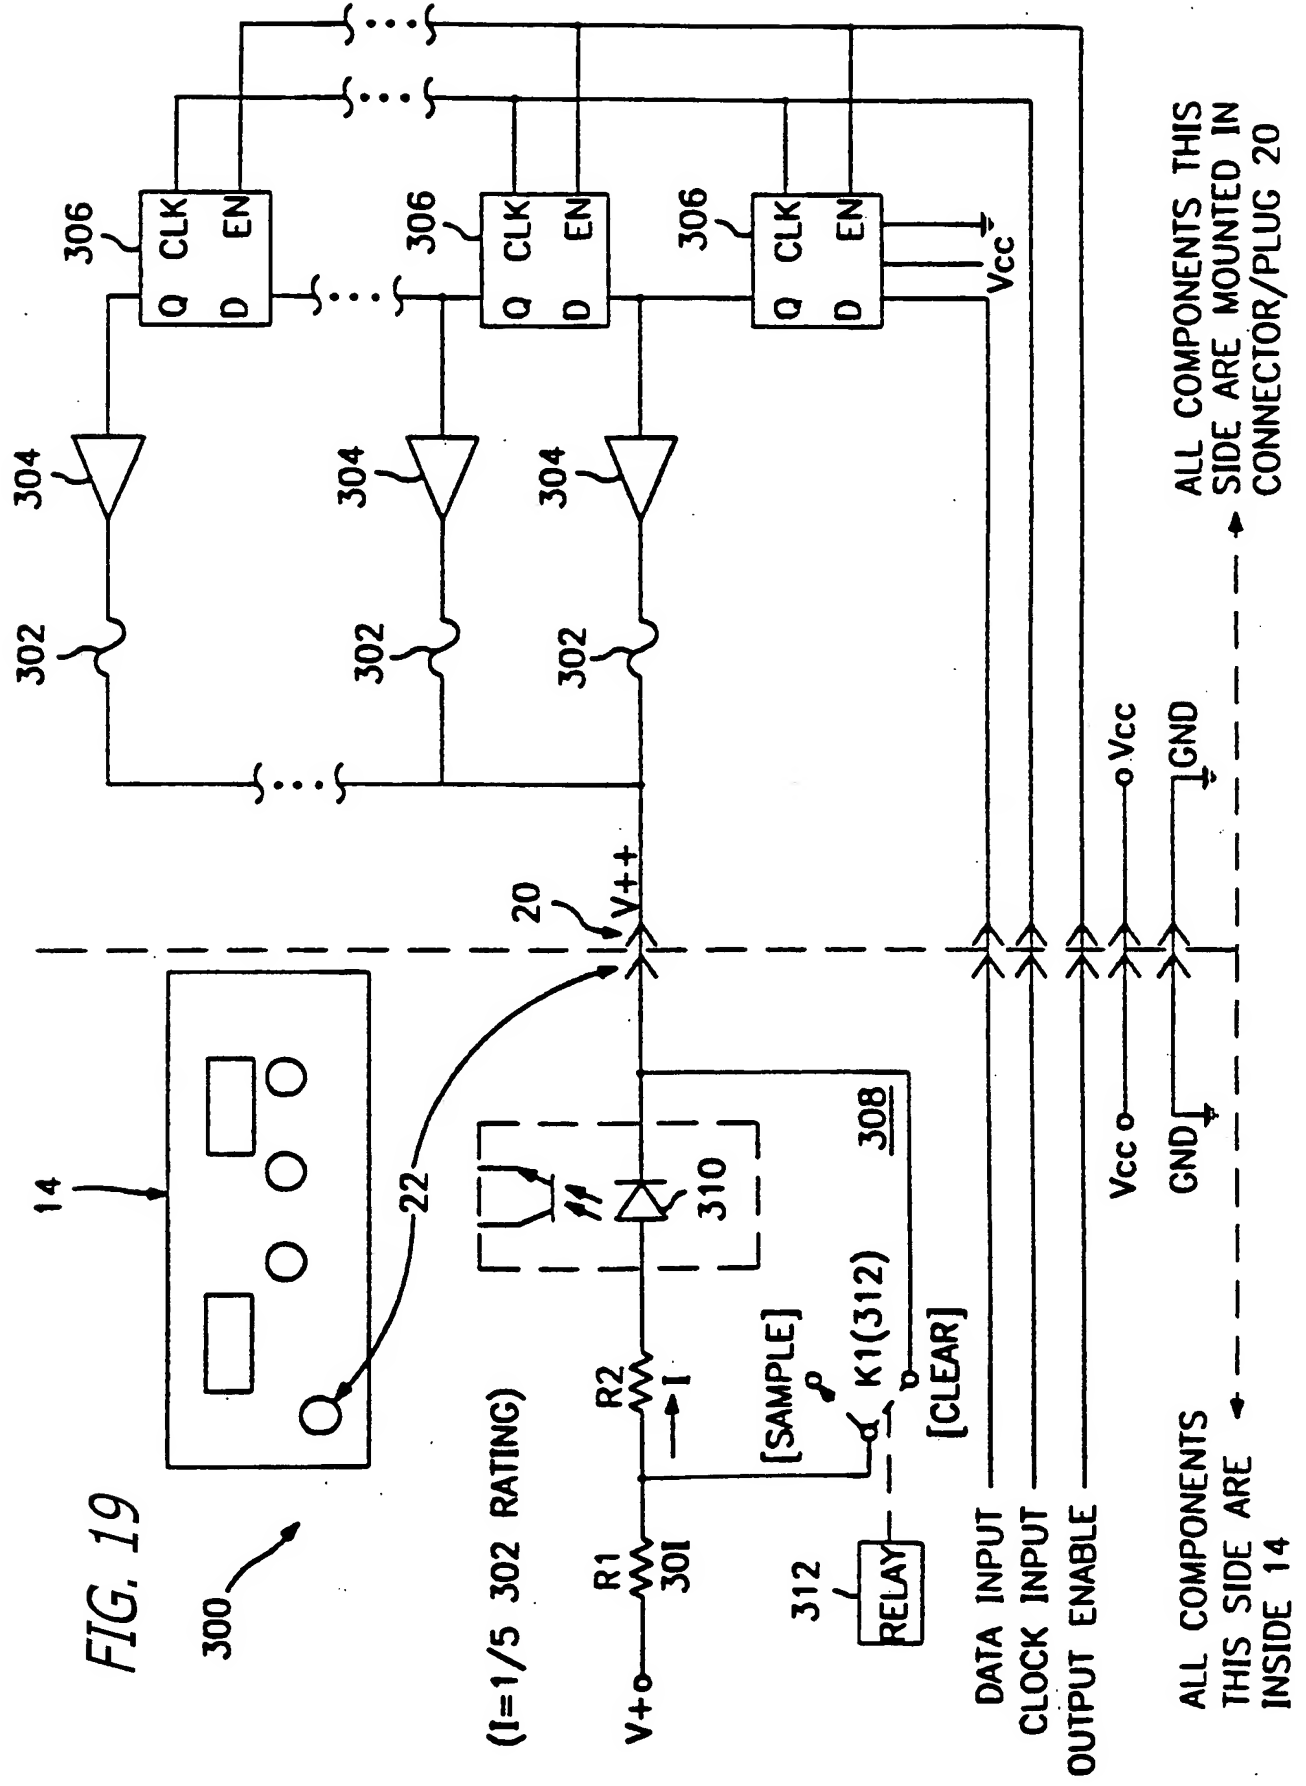 FIG. 19
300
14
22
(I=1/5 302 RATING)
V+
R1
30I
R2
I
310
308
[SAMPLE]
K1(312)
[CLEAR]
312
RELAY
20
V++
302
302
302
304
304
304
306
Q CLK
D EN
306
Q CLK
D EN
306
Q CLK
D EN
Vcc
DATA INPUT
CLOCK INPUT
OUTPUT ENABLE
Vcc
Vcc
GND
GND
ALL COMPONENTS
THIS SIDE ARE
INSIDE 14
ALL COMPONENTS THIS
SIDE ARE MOUNTED IN
CONNECTOR/PLUG 20